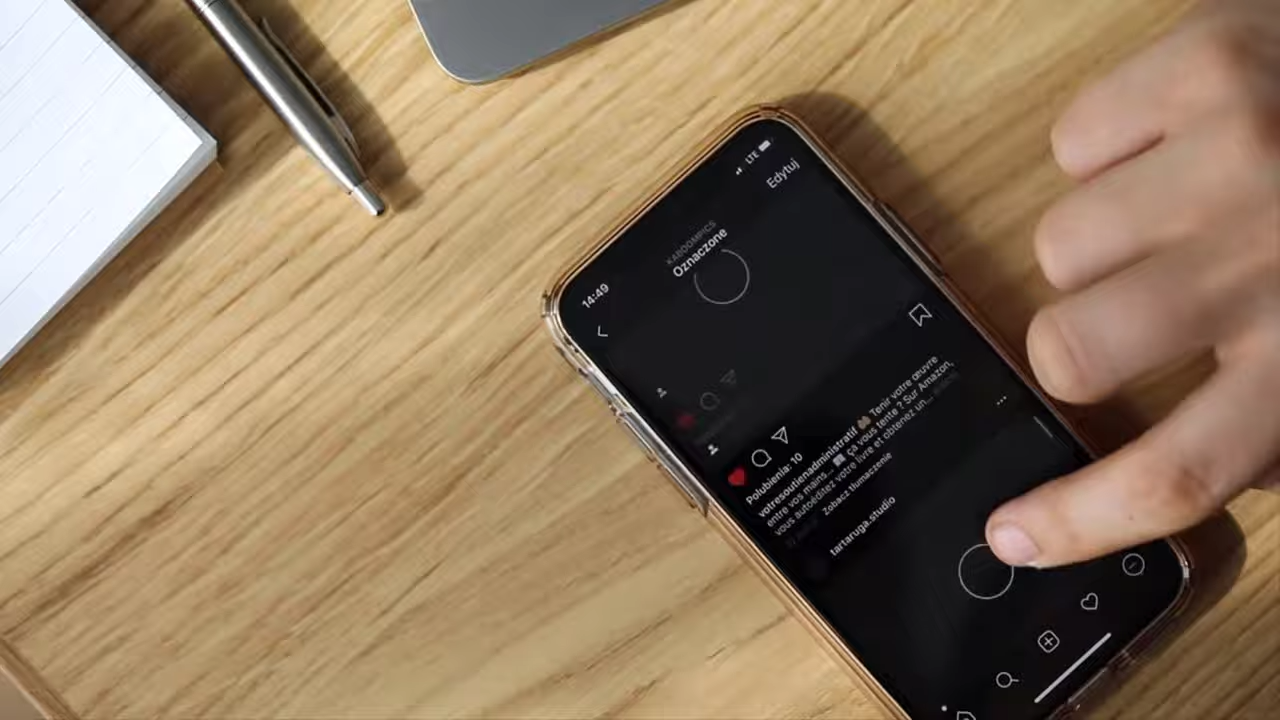 14:49
LTE
KABOOMPICS
Oznaczone
Edytuj
Polubienia: 10
votresoutienadministratif 🤲🏽 Tenir votre œuvre
entre vos mains... 📖 ça vous tente ? Sur Amazon,
vous autoéditez votre livre et obtenez un...
Zobacz tłumaczenie
tartaruga.studio